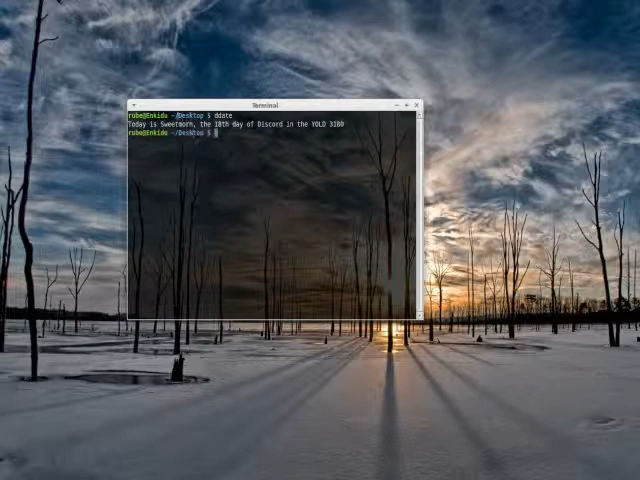 Terminal
rube@Enkidu ~/Desktop $ ddate
Today is Sweetmorn, the 18th day of Discord in the YOLD 3180
rube@Enkidu ~/Desktop $